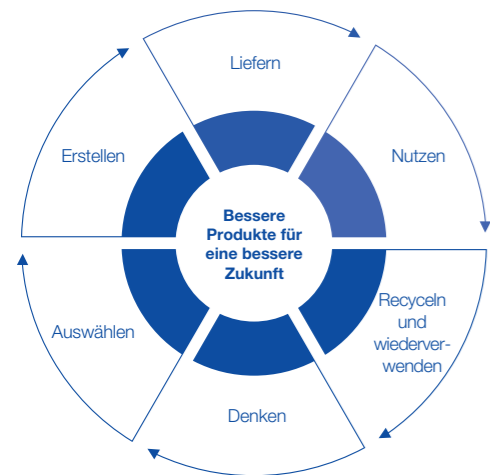 Liefern
Erstellen
Nutzen
Bessere
Produkte für
eine bessere
Zukunft
Recyceln
und
wiederver-
wenden
Auswählen
Denken